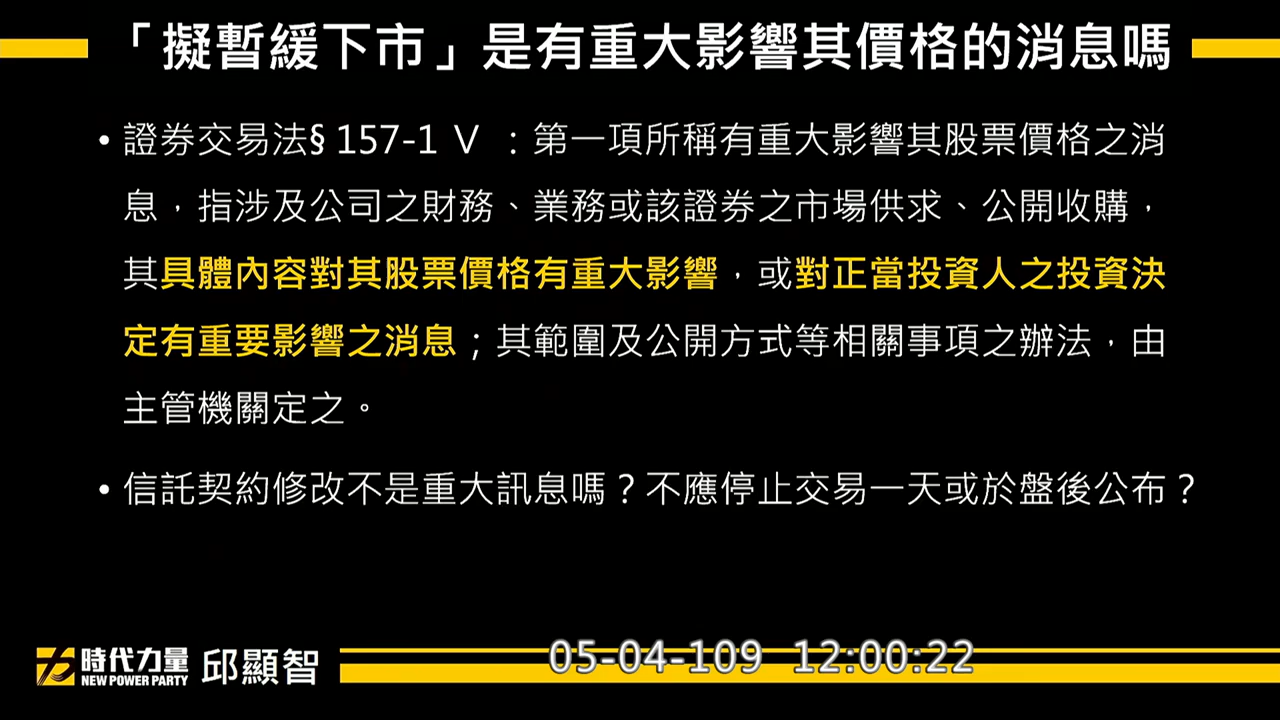 「擬暫緩下市」是有重大影響其價格的消息嗎
• 證券交易法§ 157-1 Ⅴ ：第一項所稱有重大影響其股票價格之消
息，指涉及公司之財務、業務或該證券之市場供求、公開收購，
其具體內容對其股票價格有重大影響，或對正當投資人之投資決
定有重要影響之消息；其範圍及公開方式等相關事項之辦法，由
主管機關定之。
• 信託契約修改不是重大訊息嗎？不應停止交易一天或於盤後公布？
時代力量 邱顯智
NEW POWER PARTY
05-04-109 12:00:22